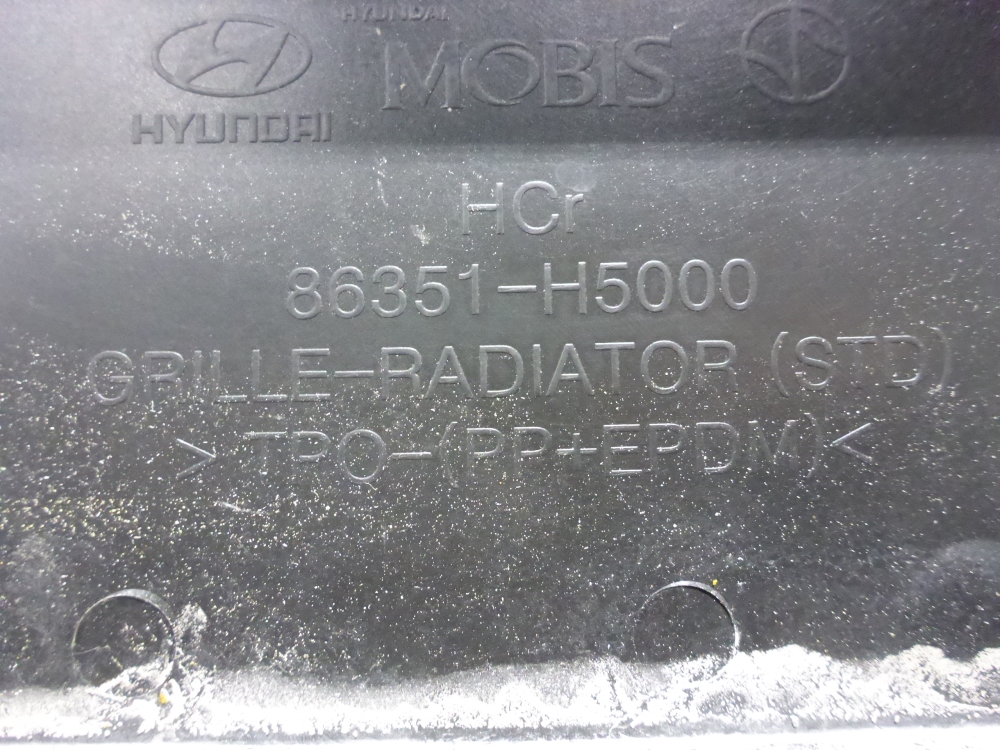 HYUNDAI
MOBIS
HYUNDAI
HCr
86351-H5000
GRILLE-RADIATOR (STD)
>TPO-(PP+EPDM)<